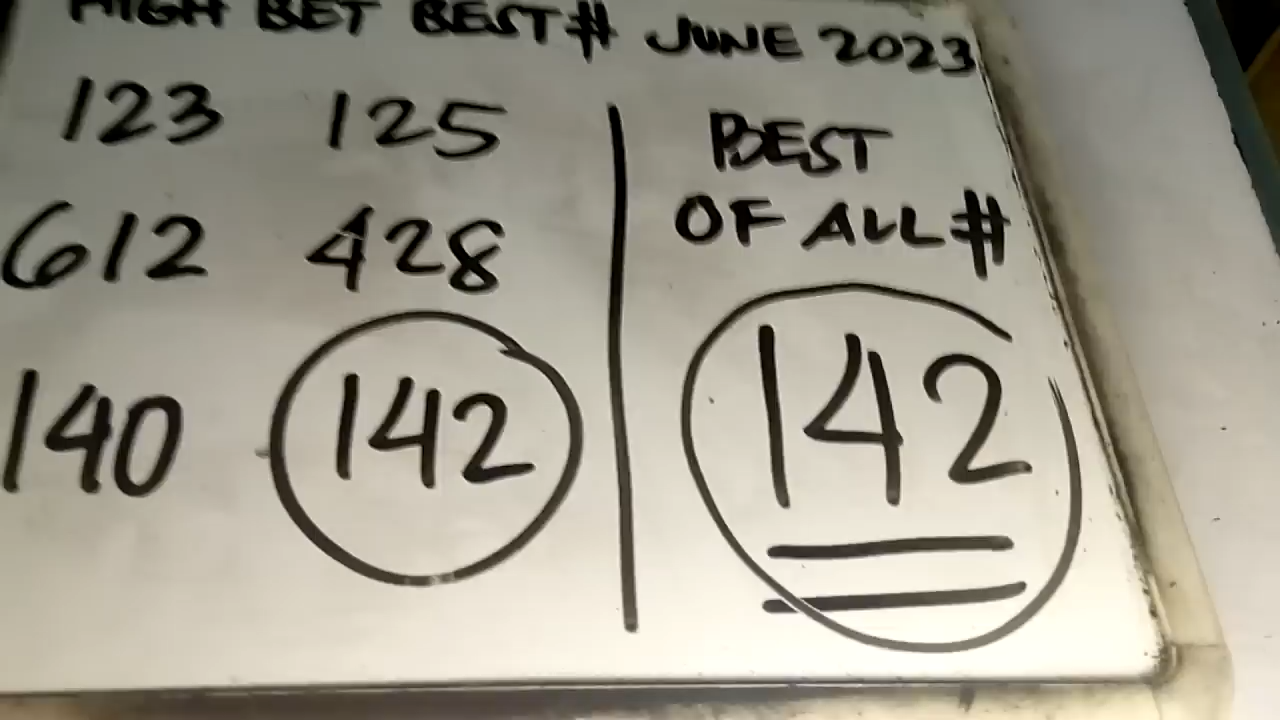 HIGH BET BEST# JUNE 2023
123 125
612 428
140 142
BEST
OF ALL #
142